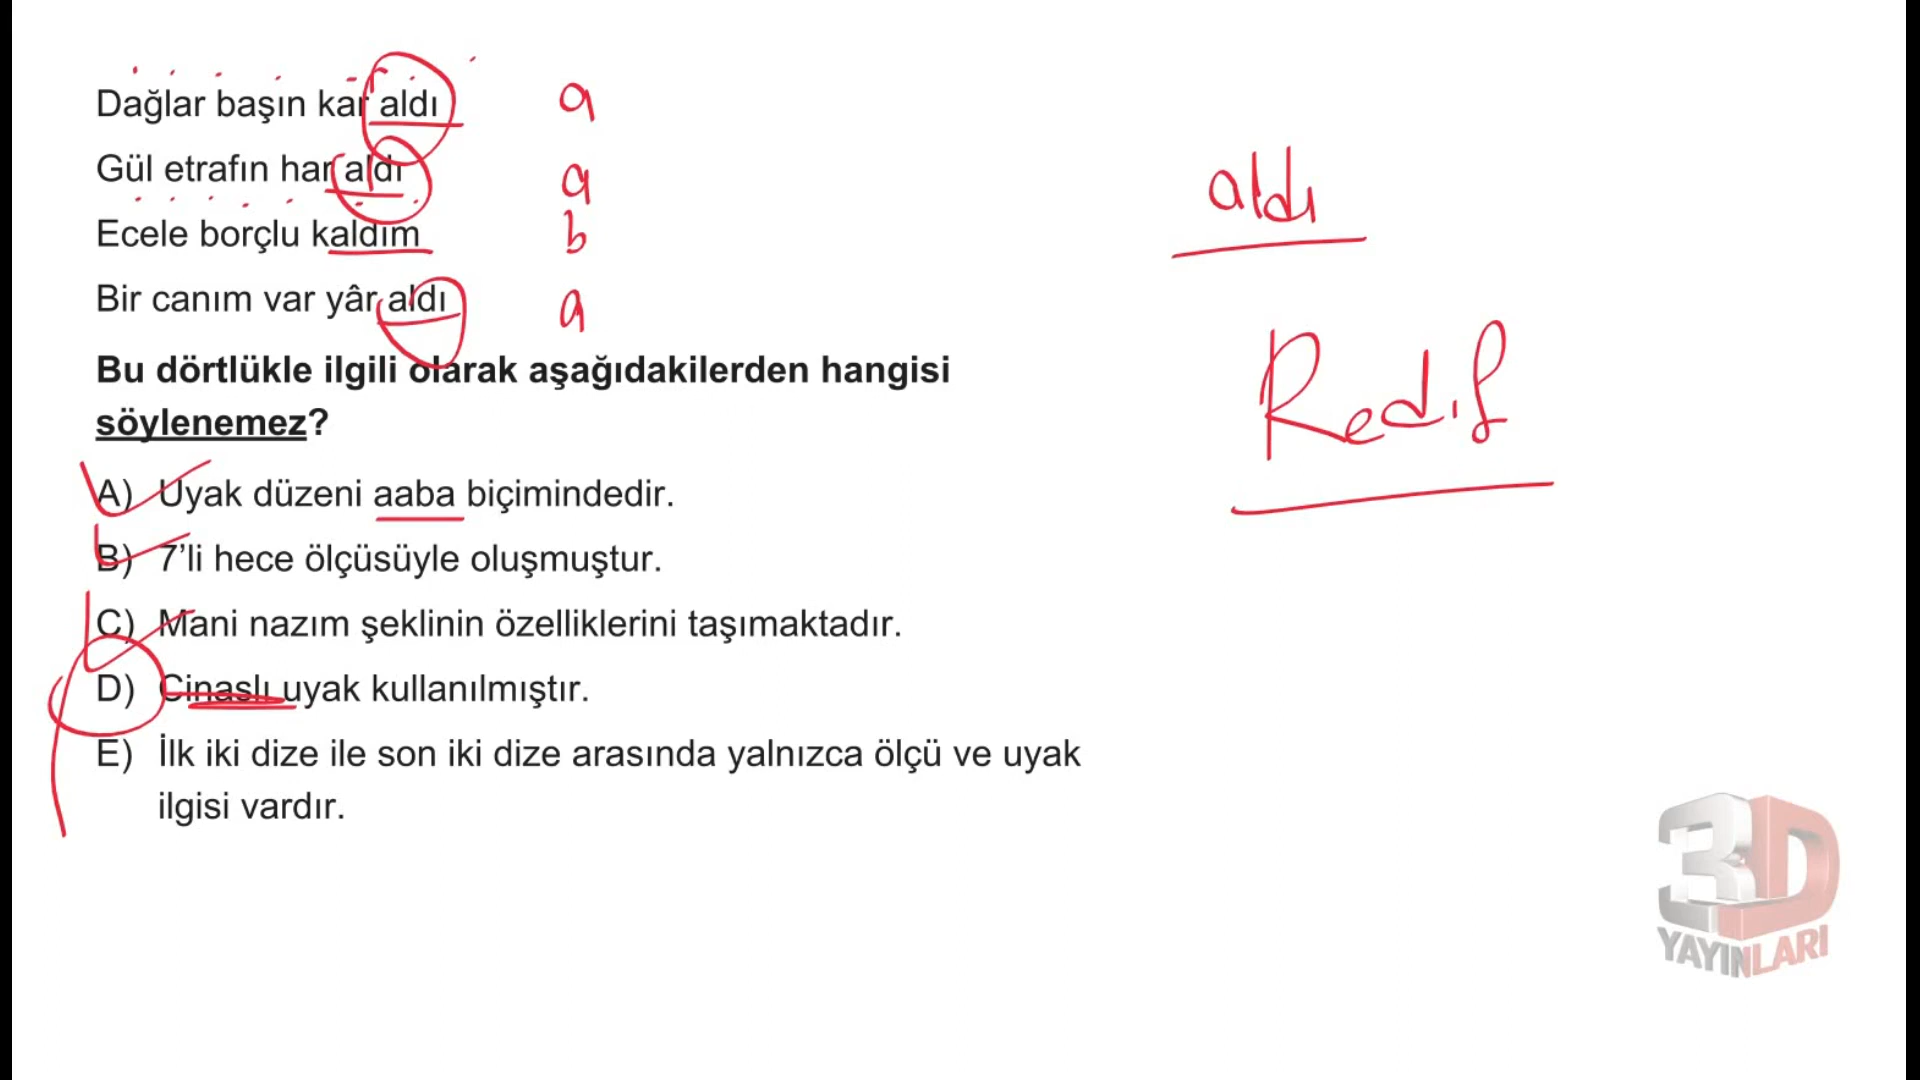 Dağlar başın kar aldı a
Gül etrafın har aldı a
Ecele borçlu kaldım b
Bir canım var yâr aldı a
aldı
Redif
Bu dörtlükle ilgili olarak aşağıdakilerden hangisi
söylenemez?
A) Uyak düzeni aaba biçimindedir.
B) 7’li hece ölçüsüyle oluşmuştur.
C) Mani nazım şeklinin özelliklerini taşımaktadır.
D) Cinaslı uyak kullanılmıştır.
E) İlk iki dize ile son iki dize arasında yalnızca ölçü ve uyak
ilgisi vardır.
3D
YAYINLARI